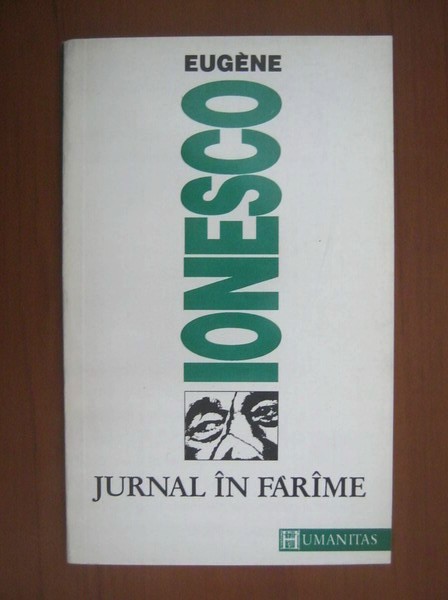 EUGÈNE
IONESCO
JURNAL ÎN FARÎME
HUMANITAS